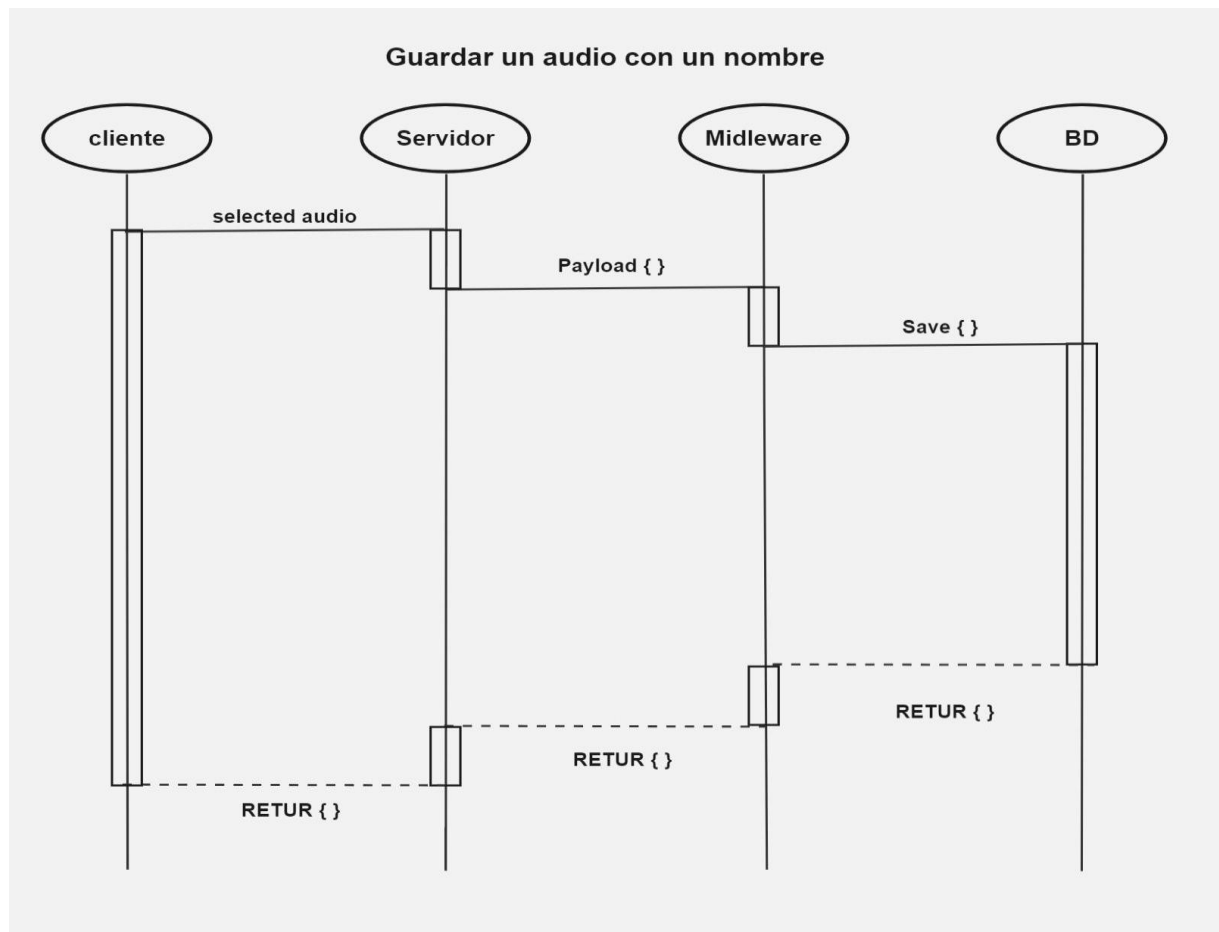 Guardar un audio con un nombre
cliente
Servidor
Midleware
BD
selected audio
Payload { }
Save { }
RETUR { }
RETUR { }
RETUR { }